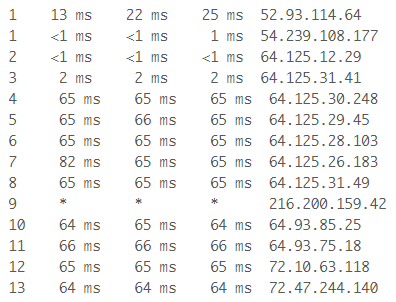 1 13 ms 22 ms 25 ms 52.93.114.64
1 <1 ms <1 ms 1 ms 54.239.108.177
2 <1 ms <1 ms <1 ms 64.125.12.29
3 2 ms 2 ms 2 ms 64.125.31.41
4 65 ms 65 ms 65 ms 64.125.30.248
5 65 ms 66 ms 65 ms 64.125.29.45
6 65 ms 65 ms 65 ms 64.125.28.103
7 82 ms 65 ms 65 ms 64.125.26.183
8 65 ms 65 ms 65 ms 64.125.31.49
9 * * * 216.200.159.42
10 64 ms 65 ms 64 ms 64.93.85.25
11 66 ms 66 ms 66 ms 64.93.75.18
12 65 ms 65 ms 65 ms 72.10.63.118
13 64 ms 64 ms 64 ms 72.47.244.140